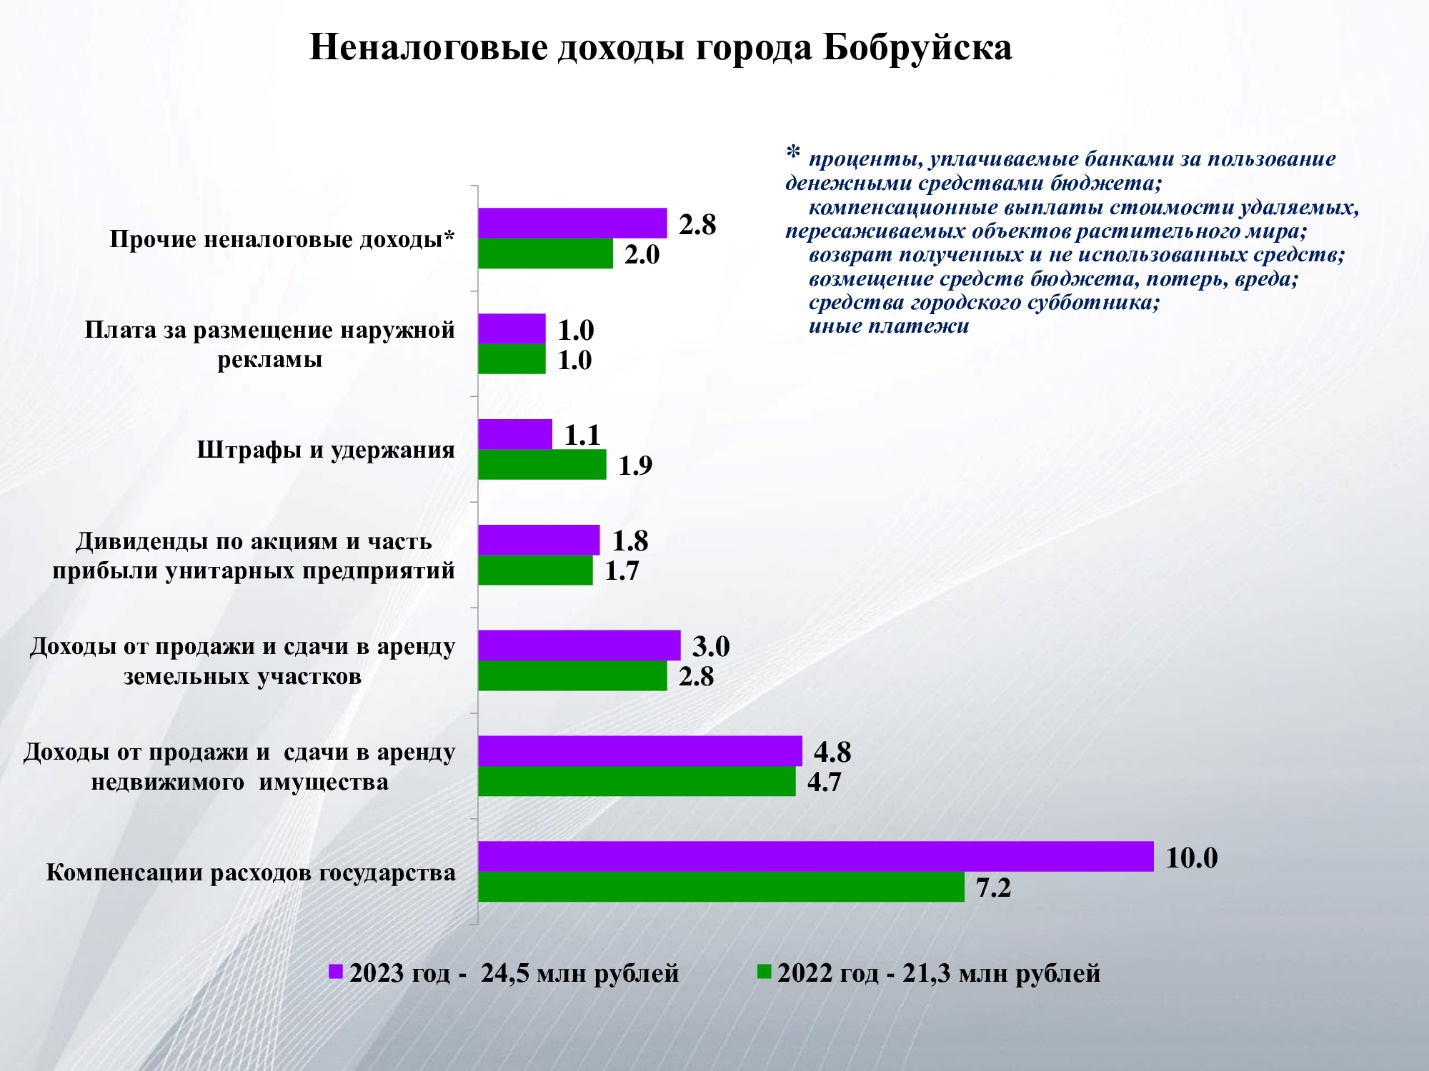 Неналоговые доходы города Бобруйска
* проценты, уплачиваемые банками за пользование
денежными средствами бюджета;
компенсационные выплаты стоимости удаляемых,
пересаживаемых объектов растительного мира;
возврат полученных и не использованных средств;
возмещение средств бюджета, потерь, вреда;
средства городского субботника;
иные платежи
Прочие неналоговые доходы*
2.8
2.0
Плата за размещение наружной
рекламы
1.0
1.0
Штрафы и удержания
1.1
1.9
Дивиденды по акциям и часть
прибыли унитарных предприятий
1.8
1.7
Доходы от продажи и сдачи в аренду
земельных участков
3.0
2.8
Доходы от продажи и  сдачи в аренду
недвижимого  имущества
4.8
4.7
Компенсации расходов государства
10.0
7.2
2023 год -  24,5 млн рублей
2022 год - 21,3 млн рублей